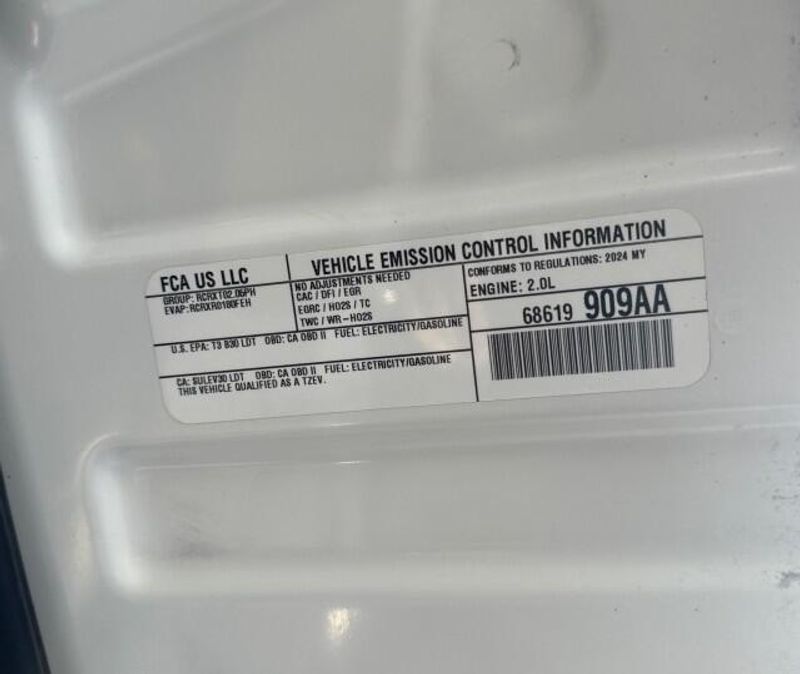 FCA US LLC
GROUP: RCRXT02.05PH
EVAP: RCRXR0180FEH
VEHICLE EMISSION CONTROL INFORMATION
NO ADJUSTMENTS NEEDED
CAC / DFI / EGR
EGRC / HO2S / TC
TWC / WR-HO2S
CONFORMS TO REGULATIONS: 2024 MY
ENGINE: 2.0L
68619 909AA
U.S. EPA: T3 B30 LDT OBD: CA OBD II FUEL: ELECTRICITY/GASOLINE
CA: SULEV30 LDT OBD: CA OBD II FUEL: ELECTRICITY/GASOLINE
THIS VEHICLE QUALIFIED AS A TZEV.